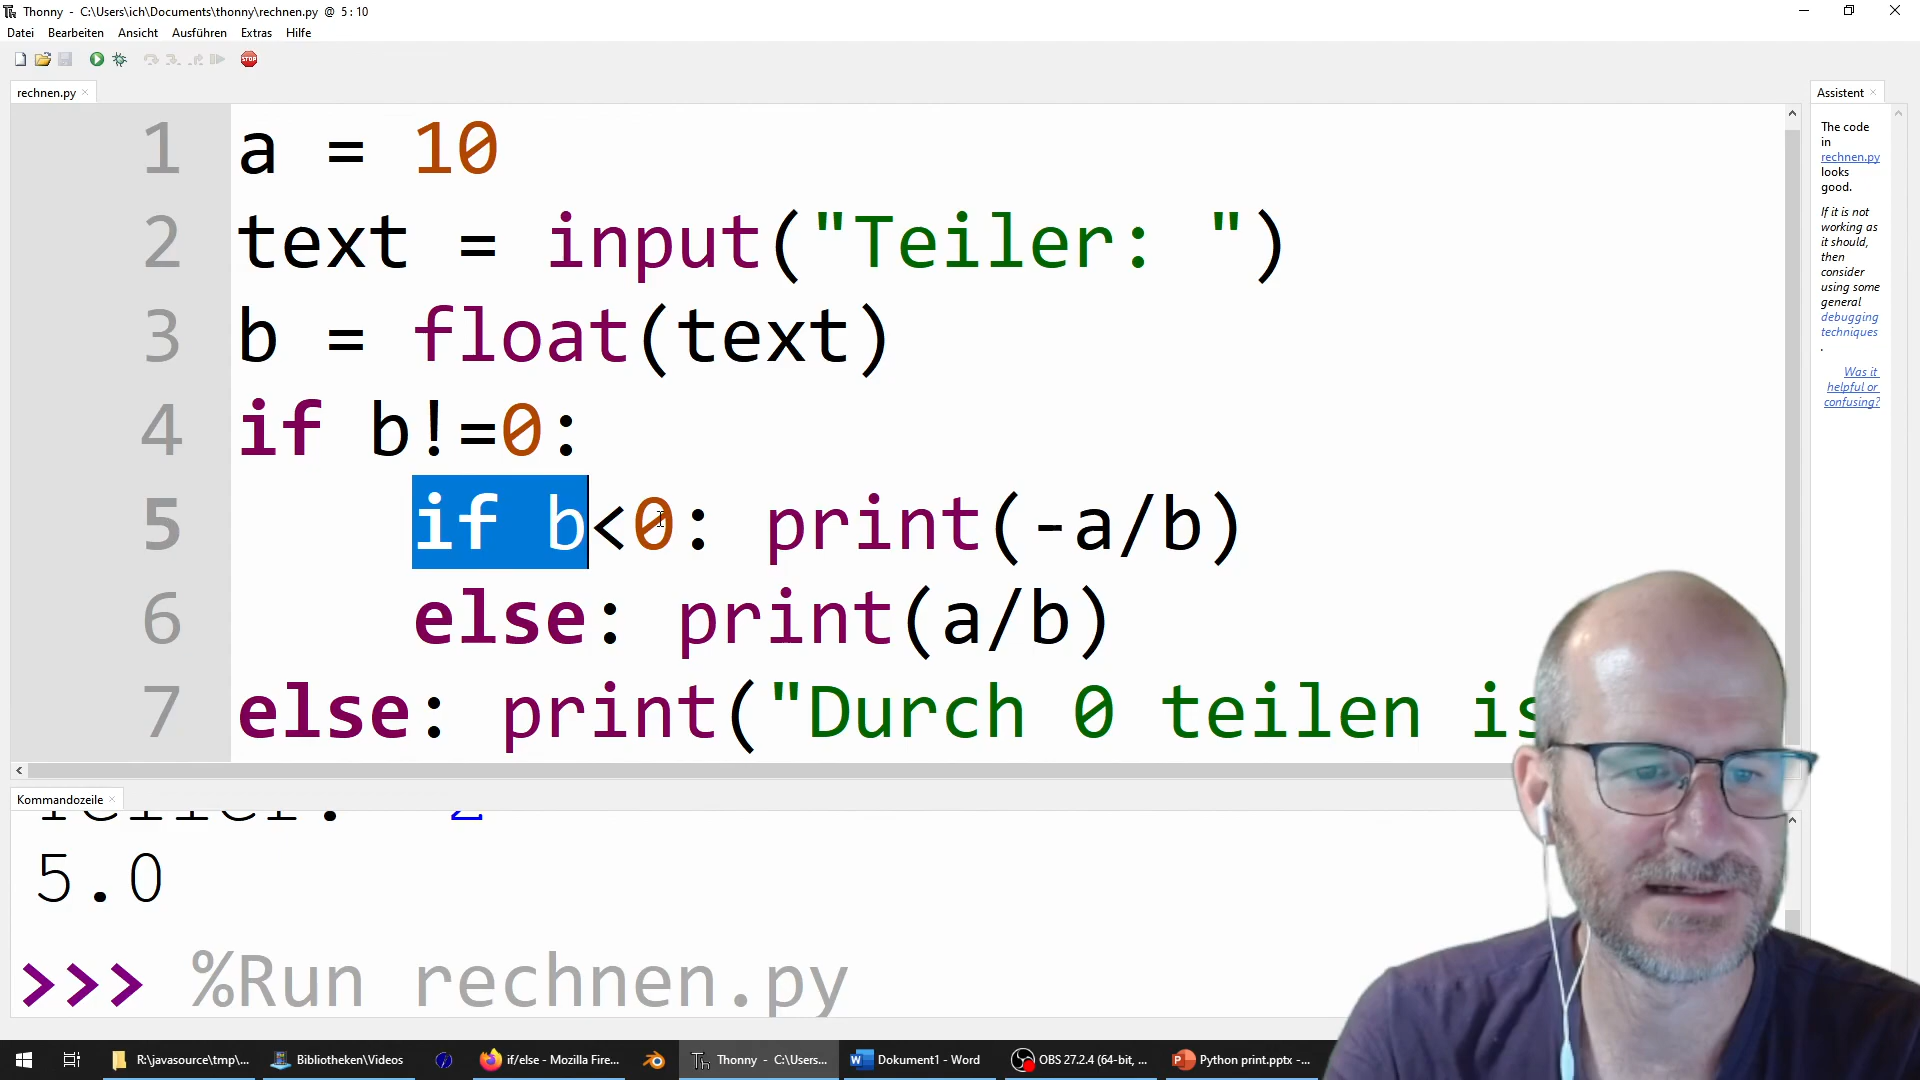 Thonny - C:\Users\ich\Documents\thonny\rechnen.py @ 5 : 10
Datei Bearbeiten Ansicht Ausführen Extras Hilfe
STOP
rechnen.py
1 a = 10
2 text = input("Teiler: ")
3 b = float(text)
4 if b!=0:
5 if b<0: print(-a/b)
6 else: print(a/b)
7 else: print("Durch 0 teilen is
Assistent
The code
in
rechnen.py
looks
good.
If it is not
working as
it should,
then
consider
using some
general
debugging
techniques
.
Was it
helpful or
confusing?
Kommandozeile
Teiler: -2
5.0
>>> %Run rechnen.py
R:\javasource\tmp\... Bibliotheken\Videos if/else - Mozilla Fire... Thonny - C:\Users... Dokument1 - Word OBS 27.2.4 (64-bit, ... Python print.pptx -...